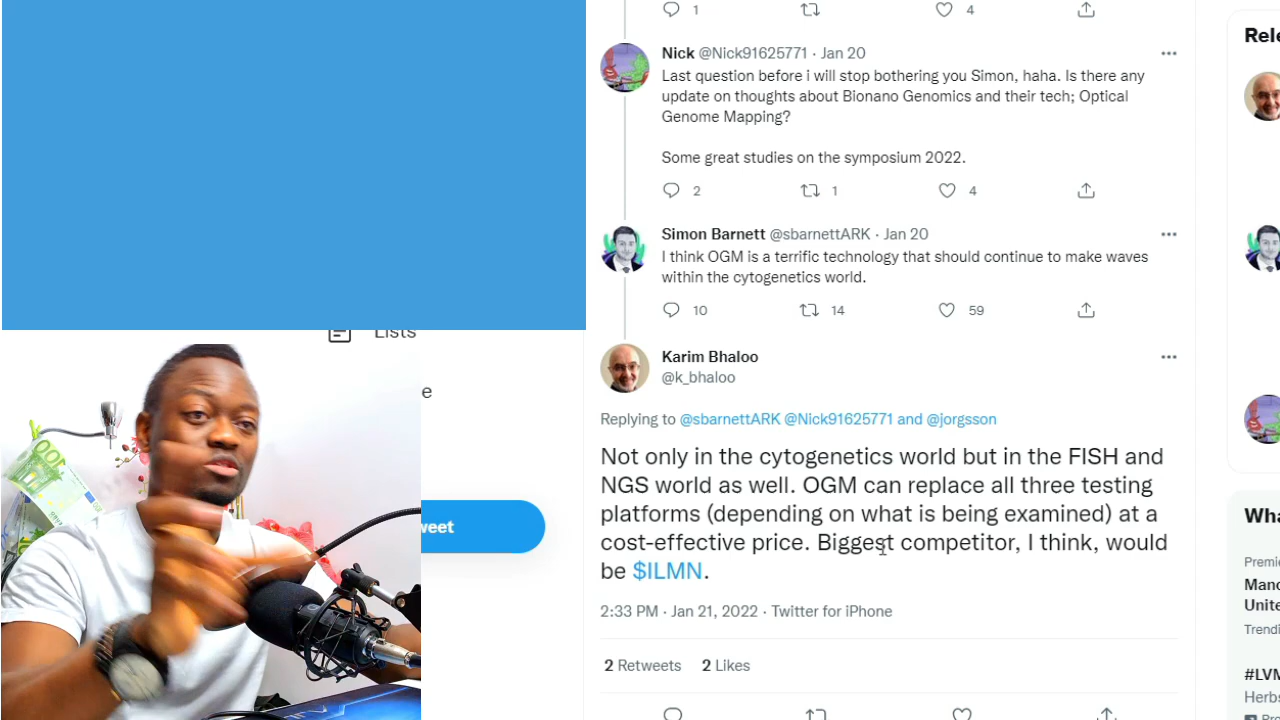 1 4
Nick @Nick91625771 · Jan 20
Last question before i will stop bothering you Simon, haha. Is there any
update on thoughts about Bionano Genomics and their tech; Optical
Genome Mapping?
Some great studies on the symposium 2022.
2 1 4
Simon Barnett @sbarnettARK · Jan 20
I think OGM is a terrific technology that should continue to make waves
within the cytogenetics world.
10 14 59
Karim Bhaloo
@k_bhaloo
Replying to @sbarnettARK @Nick91625771 and @jorgsson
Not only in the cytogenetics world but in the FISH and
NGS world as well. OGM can replace all three testing
platforms (depending on what is being examined) at a
cost-effective price. Biggest competitor, I think, would
be $ILMN.
2:33 PM · Jan 21, 2022 · Twitter for iPhone
2 Retweets 2 Likes
Lists
e
weet
100
Rele
Wha
Premie
Manc
Unite
Trendi
#LVM
Herbs